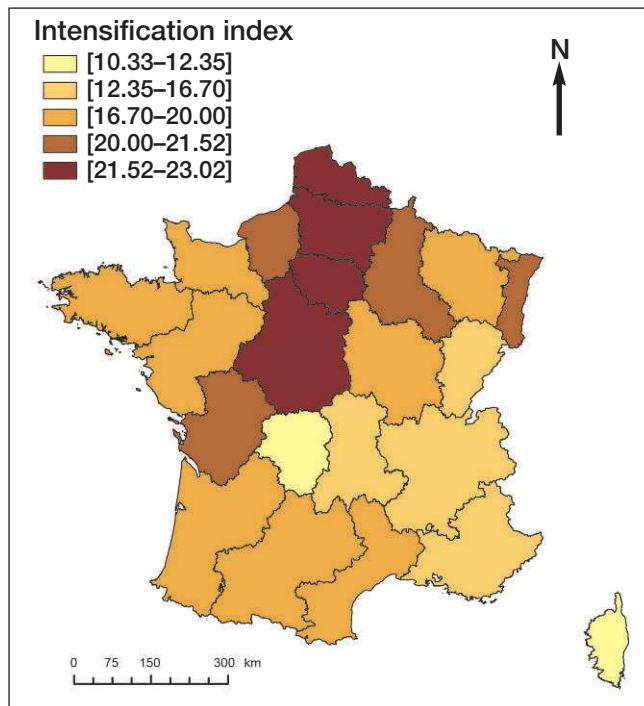 Intensification index
[10.33–12.35]
[12.35–16.70]
[16.70–20.00]
[20.00–21.52]
[21.52–23.02]
N
0 75 150 300 km